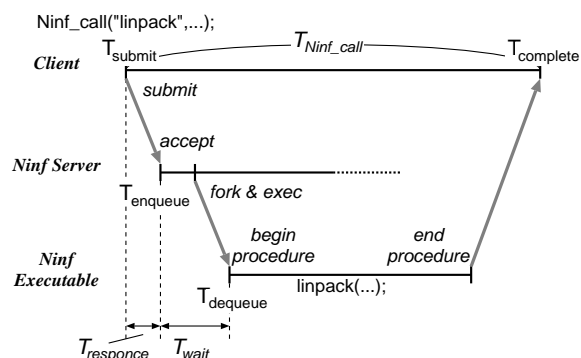 Ninf_call("linpack",...);
T_submit
T_Ninf_call
T_complete
Client
submit
accept
Ninf Server
T_enqueue
fork & exec
begin
procedure
end
procedure
Ninf
Executable
T_dequeue
linpack(...);
T_responce
T_wait